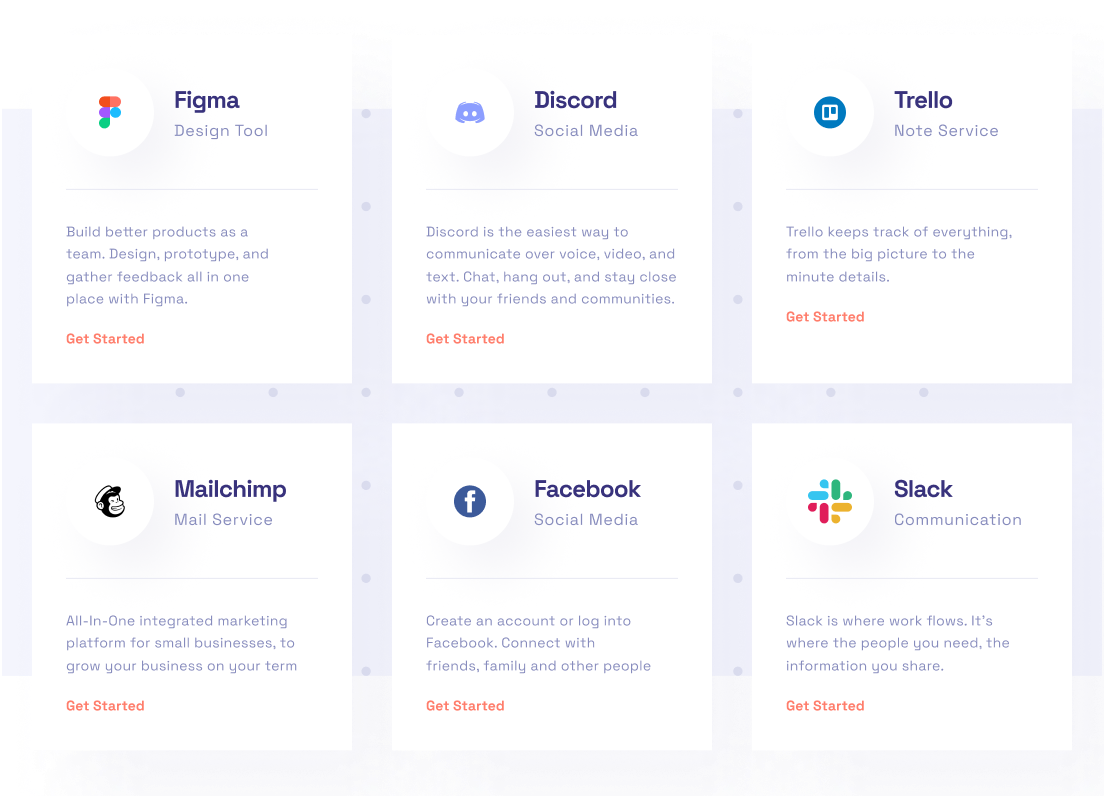 Figma
Design Tool
Build better products as a
team. Design, prototype, and
gather feedback all in one
place with Figma.
Get Started
Discord
Social Media
Discord is the easiest way to
communicate over voice, video, and
text. Chat, hang out, and stay close
with your friends and communities.
Get Started
Trello
Note Service
Trello keeps track of everything,
from the big picture to the
minute details.
Get Started
Mailchimp
Mail Service
All-In-One integrated marketing
platform for small businesses, to
grow your business on your term
Get Started
Facebook
Social Media
Create an account or log into
Facebook. Connect with
friends, family and other people
Get Started
Slack
Communication
Slack is where work flows. It's
where the people you need, the
information you share.
Get Started